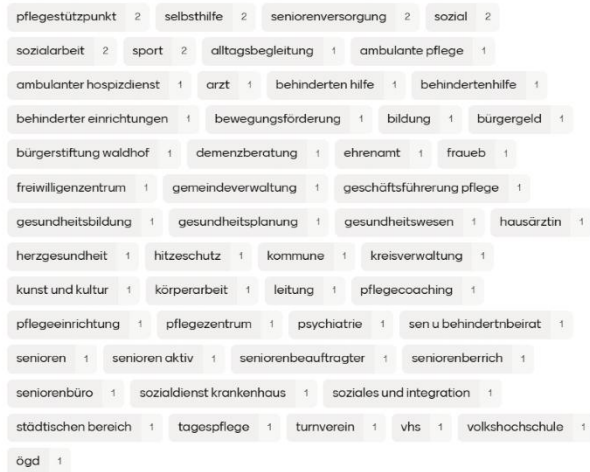 pflegestützpunkt 2 selbsthilfe 2 seniorenversorgung 2 sozial 2
sozialarbeit 2 sport 2 alltagsbegleitung 1 ambulante pflege 1
ambulanter hospizdienst 1 arzt 1 behinderten hilfe 1 behindertenhilfe 1
behinderter einrichtungen 1 bewegungsförderung 1 bildung 1 bürgergeld 1
bürgerstiftung waldhof 1 demenzberatung 1 ehrenamt 1 fraueb 1
freiwilligenzentrum 1 gemeindeverwaltung 1 geschäftsführerung pflege 1
gesundheitsbildung 1 gesundheitsplanung 1 gesundheitswesen 1 hausärztin 1
herzgesundheit 1 hitzeschutz 1 kommune 1 kreisverwaltung 1
kunst und kultur 1 körperarbeit 1 leitung 1 pflegecoaching 1
pflegeeinrichtung 1 pflegezentrum 1 psychiatrie 1 sen u behindertnbeirat 1
senioren 1 senioren aktiv 1 seniorenbeauftragter 1 seniorenberrich 1
seniorenbüro 1 sozialdienst krankenhaus 1 soziales und integration 1
städtischen bereich 1 tagespflege 1 turnverein 1 vhs 1 volkshochschule 1
ögd 1